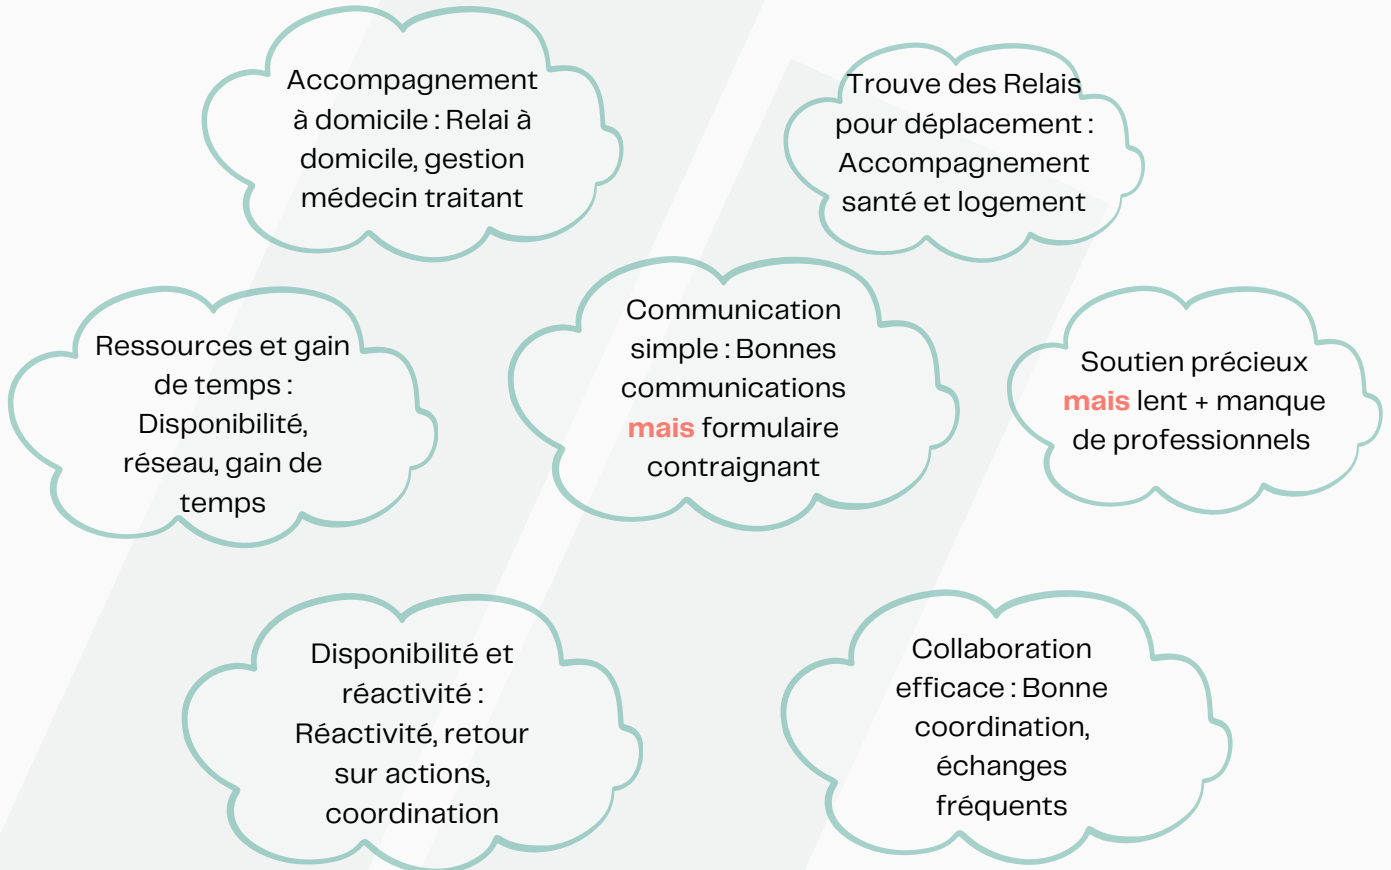 Accompagnement
à domicile : Relai à
domicile, gestion
médecin traitant
Trouve des Relais
pour déplacement :
Accompagnement
santé et logement
Ressources et gain
de temps :
Disponibilité,
réseau, gain de
temps
Communication
simple : Bonnes
communications
mais formulaire
contraignant
Soutien précieux
mais lent + manque
de professionnels
Disponibilité et
réactivité :
Réactivité, retour
sur actions,
coordination
Collaboration
efficace : Bonne
coordination,
échanges
fréquents